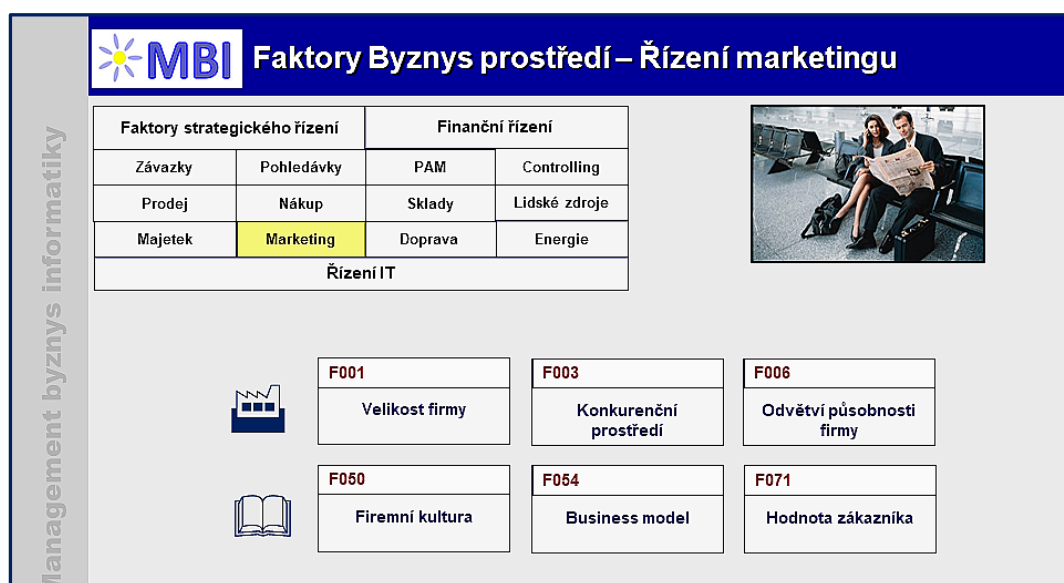 MBI Faktory Byznys prostředí – Řízení marketingu
Faktory strategického řízení Finanční řízení
Závazky Pohledávky PAM Controlling
Prodej Nákup Sklady Lidské zdroje
Majetek Marketing Doprava Energie
Řízení IT
F001 F003 F006
Velikost firmy Konkurenční Odvětví působnosti
prostředí firmy
F050 F054 F071
Firemní kultura Business model Hodnota zákazníka
Management byznys informatiky